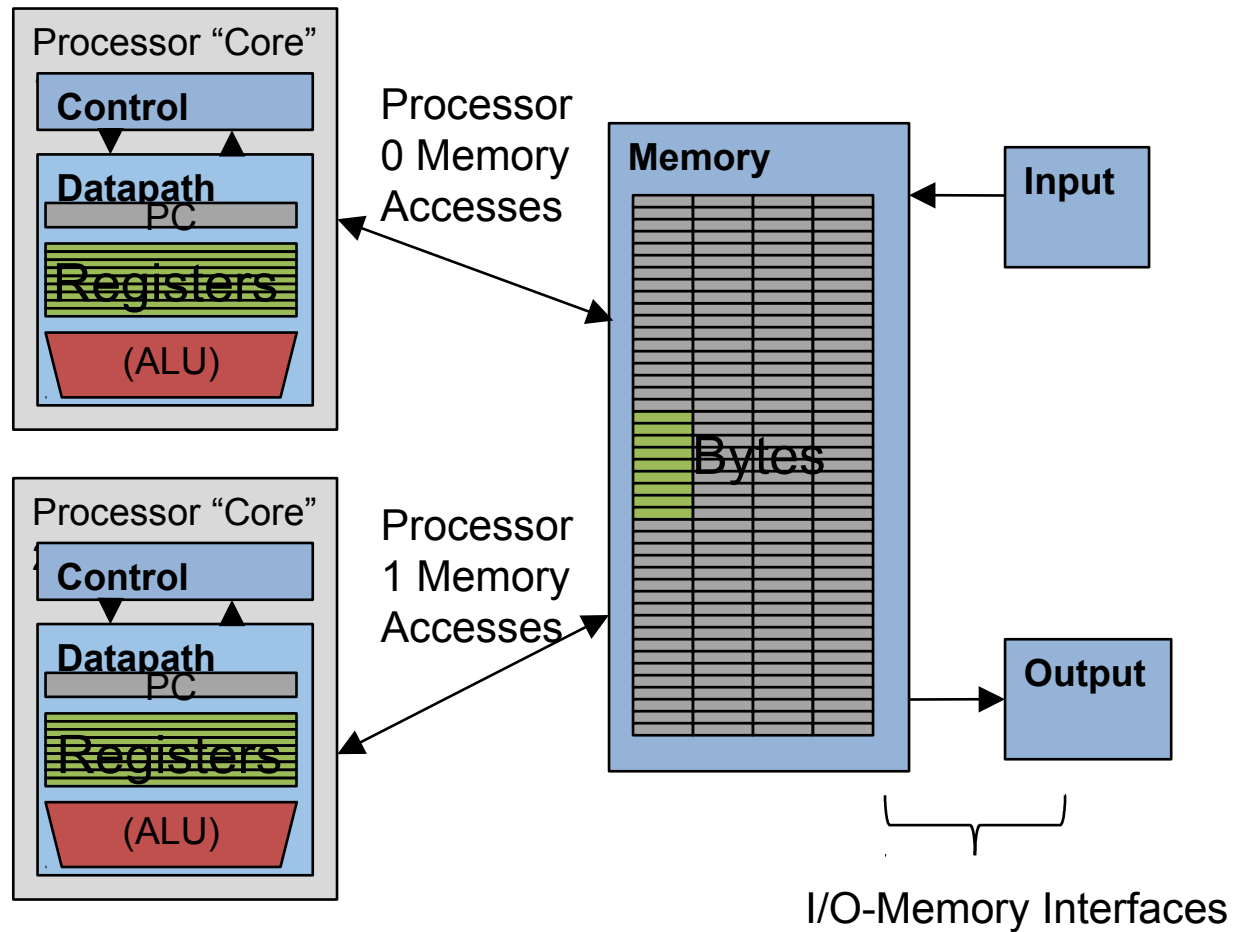 Processor “Core”
Control
Datapath
PC
Registers
(ALU)
Processor
0 Memory
Accesses
Processor “Core”
Control
Datapath
PC
Registers
(ALU)
Processor
1 Memory
Accesses
Memory
Bytes
Input
Output
I/O-Memory Interfaces